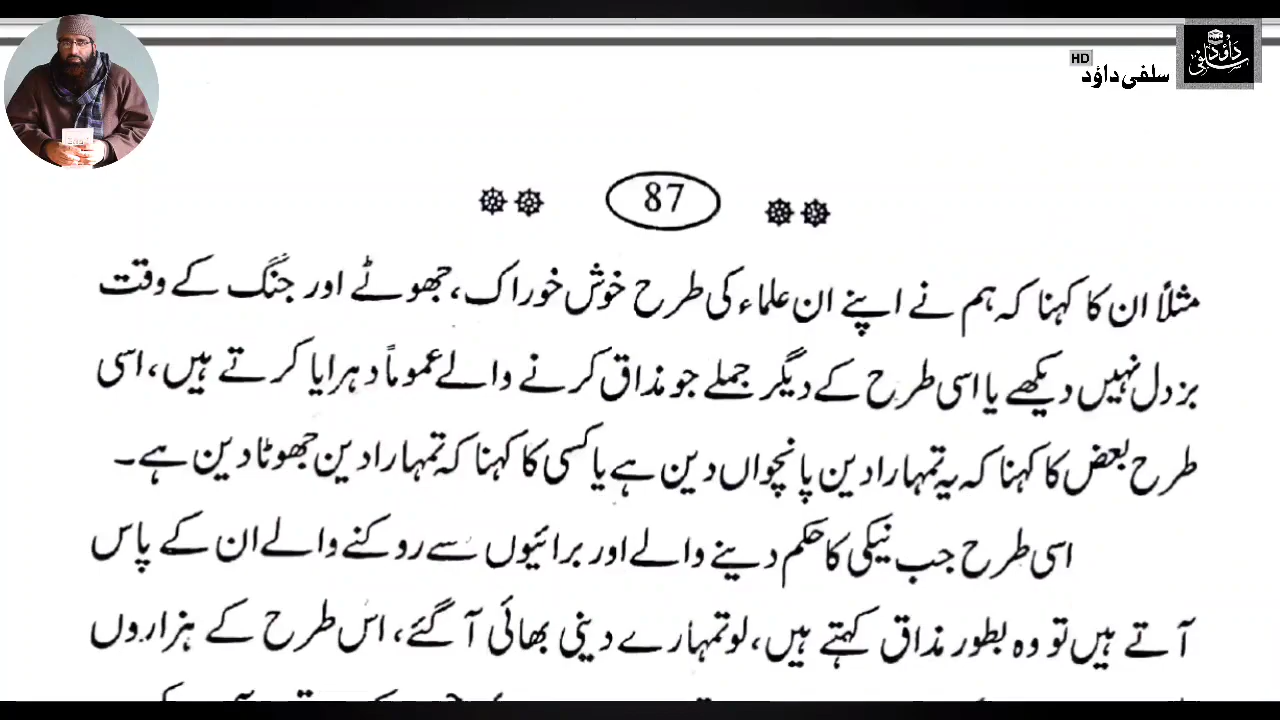 HD
سلفی داؤد
داؤد
سلفی
87
مثلاً ان کا کہنا کہ ہم نے اپنے ان علماء کی طرح خوش خوراک، جھوٹے اور جنگ کے وقت
بزدل نہیں دیکھے یا اسی طرح کے دیگر جملے جو مذاق کرنے والے عموماً دہرایا کرتے ہیں، اسی
طرح بعض کا کہنا کہ یہ تمہارا دین پانچواں دین ہے یا کسی کا کہنا کہ تمہارا دین جھوٹا دین ہے۔
اسی طرح جب نیکی کا حکم دینے والے اور برائیوں سے روکنے والے ان کے پاس
آتے ہیں تو وہ بطور مذاق کہتے ہیں، لو تمہارے دینی بھائی آ گئے، اس طرح کے ہزاروں